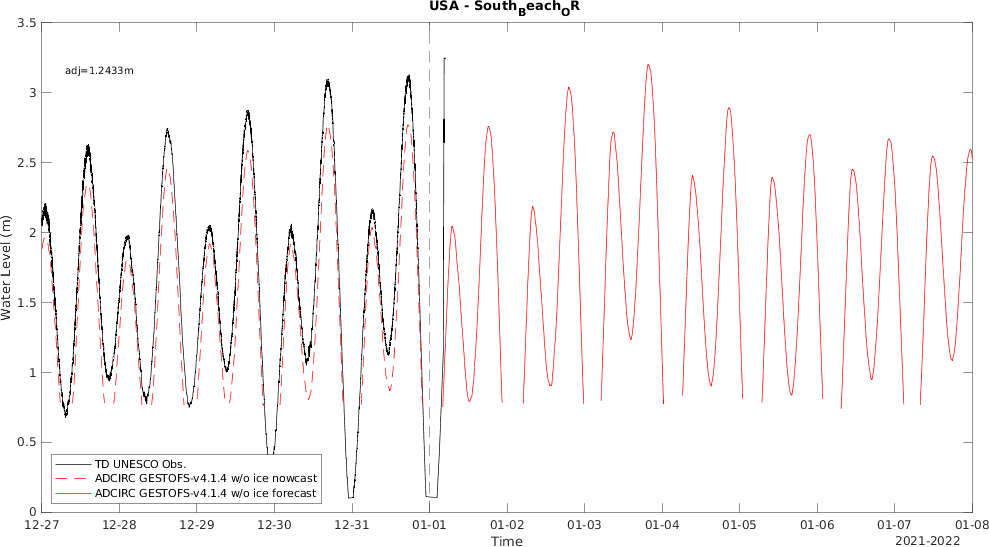 USA - SouthBeachOR
3.5
3
2.5
2
1.5
1
0.5
0
Water Level (m)
adj=1.2433m
TD UNESCO Obs.
ADCIRC GESTOFS-v4.1.4 w/o ice nowcast
ADCIRC GESTOFS-v4.1.4 w/o ice forecast
12-27 12-28 12-29 12-30 12-31 01-01 01-02 01-03 01-04 01-05 01-06 01-07 01-08
Time
2021-2022